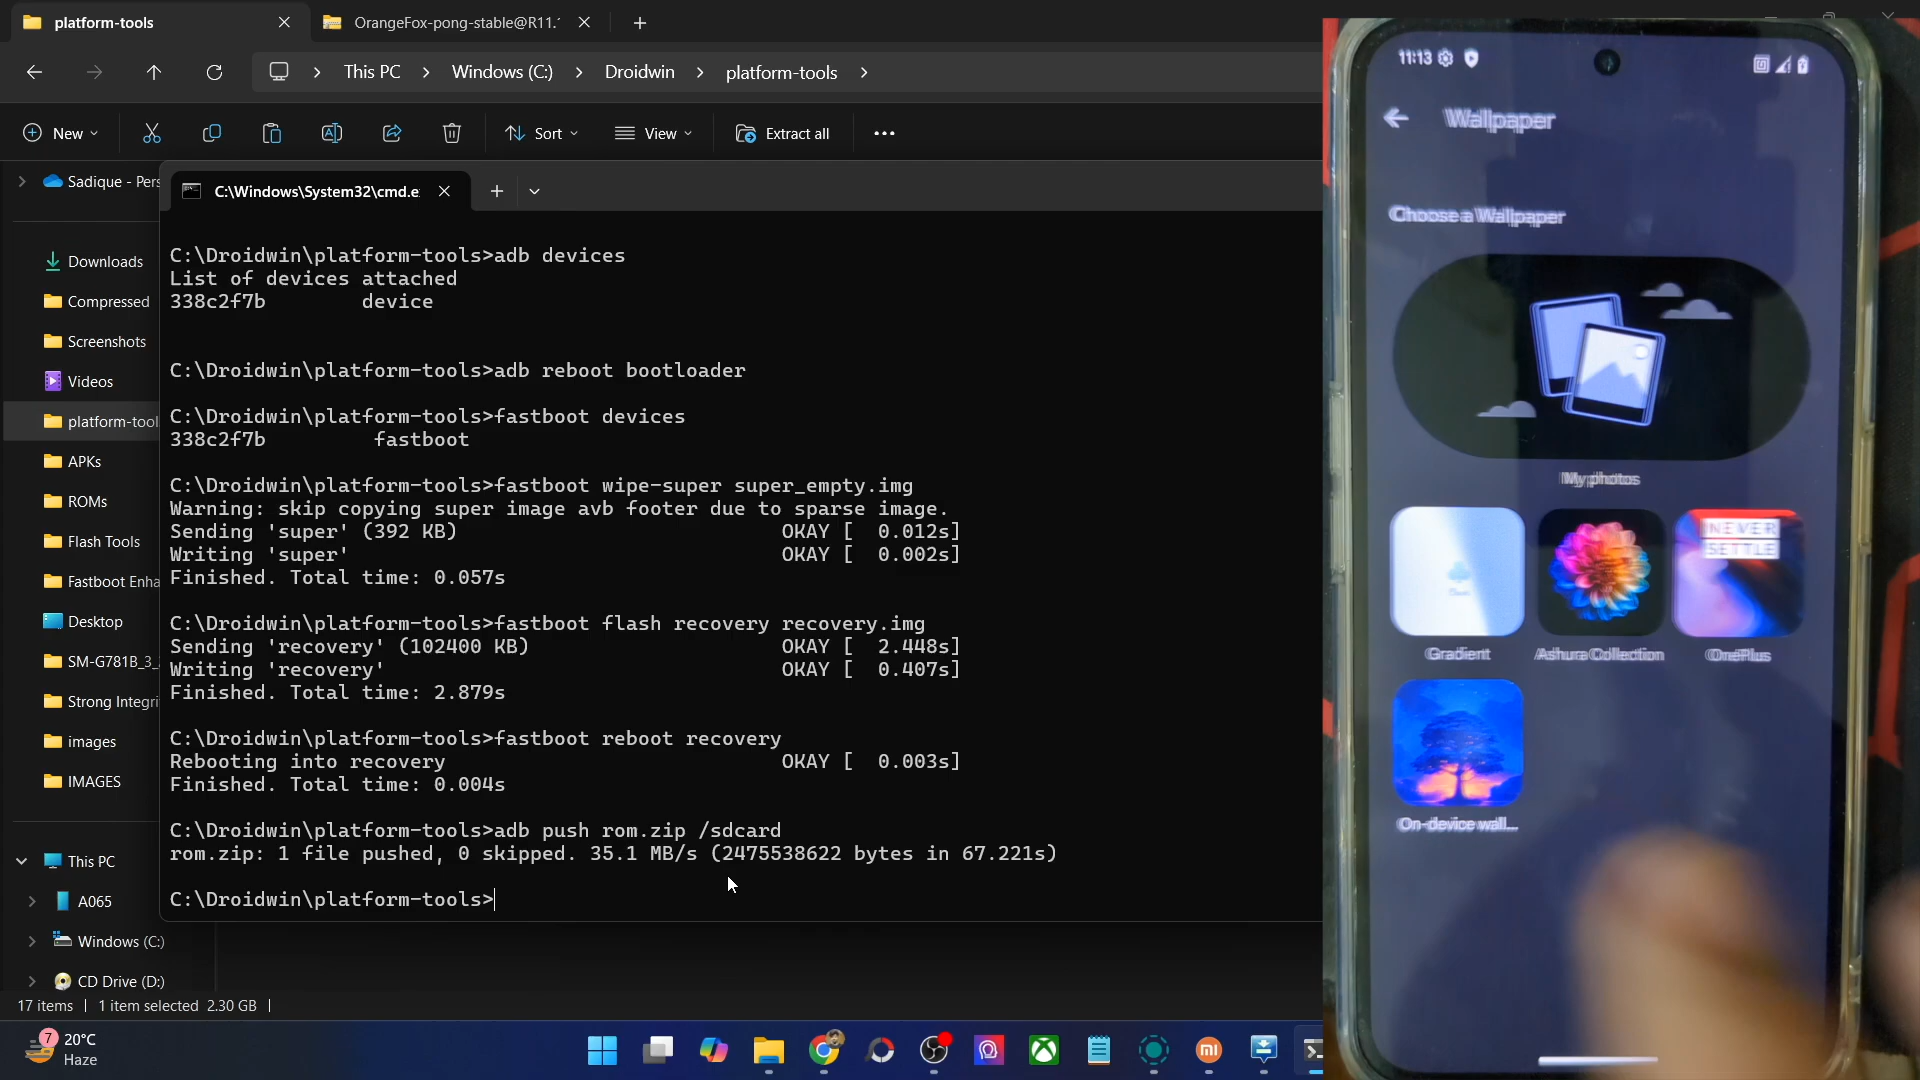 platform-tools
OrangeFox-pong-stable@R11.
This PC > Windows (C:) > Droidwin > platform-tools >
New
Sort
View
Extract all
Sadique - Pers
Downloads
Compressed
Screenshots
Videos
platform-tool
APKs
ROMs
Flash Tools
Fastboot Enha
Desktop
SM-G781B_3_
Strong Integri
images
IMAGES
This PC
A065
Windows (C:)
CD Drive (D:)
17 items
1 item selected 2.30 GB
C:\Windows\System32\cmd.e
C:\Droidwin\platform-tools>adb devices
List of devices attached
338c2f7b device
C:\Droidwin\platform-tools>adb reboot bootloader
C:\Droidwin\platform-tools>fastboot devices
338c2f7b fastboot
C:\Droidwin\platform-tools>fastboot wipe-super super_empty.img
Warning: skip copying super image avb footer due to sparse image.
Sending 'super' (392 KB) OKAY [ 0.012s]
Writing 'super' OKAY [ 0.002s]
Finished. Total time: 0.057s
C:\Droidwin\platform-tools>fastboot flash recovery recovery.img
Sending 'recovery' (102400 KB) OKAY [ 2.448s]
Writing 'recovery' OKAY [ 0.407s]
Finished. Total time: 2.879s
C:\Droidwin\platform-tools>fastboot reboot recovery
Rebooting into recovery OKAY [ 0.003s]
Finished. Total time: 0.004s
C:\Droidwin\platform-tools>adb push rom.zip /sdcard
rom.zip: 1 file pushed, 0 skipped. 35.1 MB/s (2475538622 bytes in 67.221s)
C:\Droidwin\platform-tools>
7
20°C
Haze
mi
11:13
Wallpaper
Choose a Wallpaper
My photos
NEVER
SETTLE
Gradient
Ashura Collection
OnePlus
On-device wall...